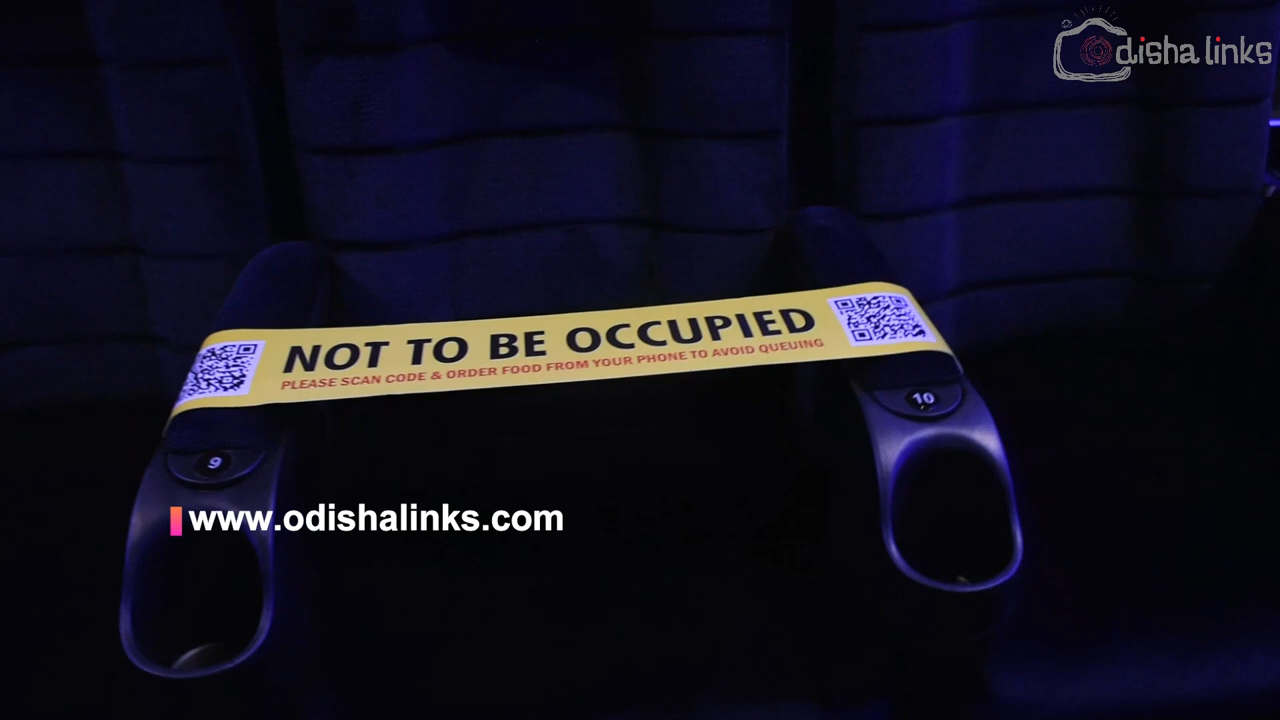 Odisha links
NOT TO BE OCCUPIED
PLEASE SCAN CODE & ORDER FOOD FROM YOUR PHONE TO AVOID QUEUING
10
9
www.odishalinks.com